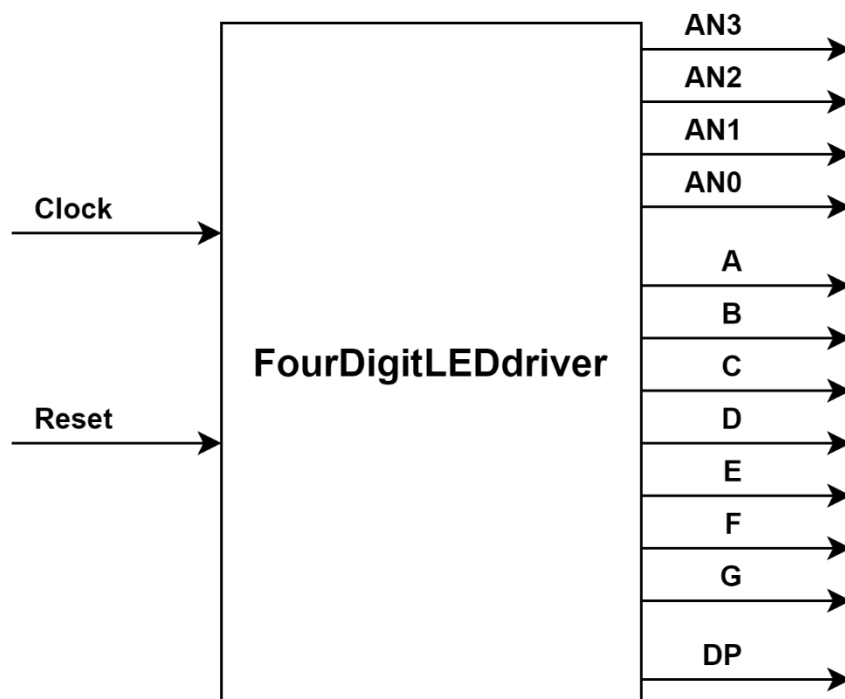 AN3
AN2
AN1
AN0
Clock
A
B
FourDigitLEDdriver
C
Reset
D
E
F
G
DP